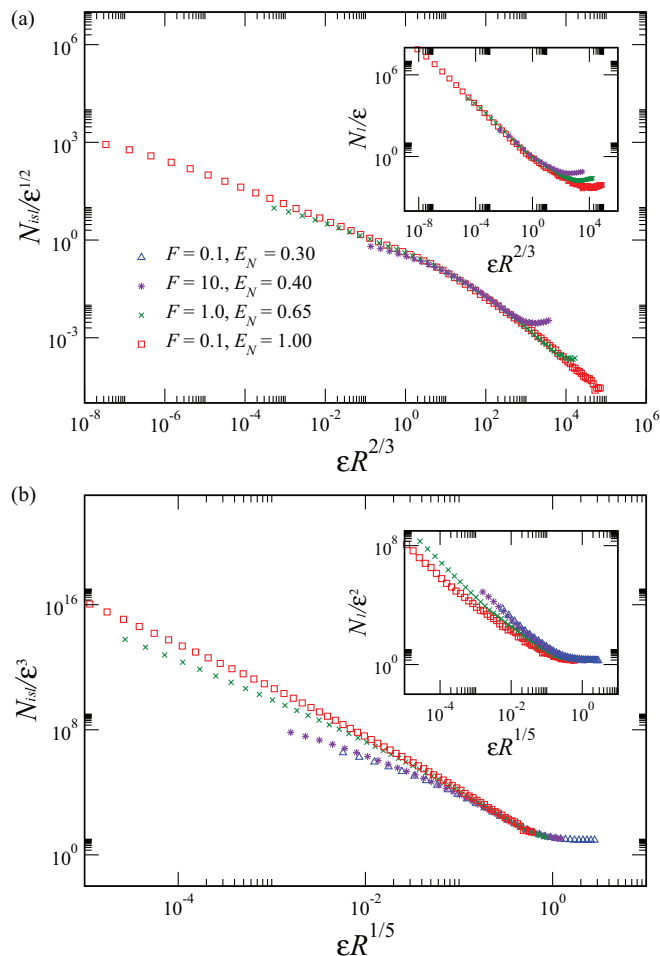 (a)
10^7
10^3
10^0
10^-3
N_isl/ε^1/2
F = 0.1, E_N = 0.30
F = 10., E_N = 0.40
F = 1.0, E_N = 0.65
F = 0.1, E_N = 1.00
10^-8 10^-6 10^-4 10^-2 10^0 10^2 10^4 10^6
εR^2/3
10^6
10^0
N_1/ε
10^-8 10^-4 10^0 10^4
εR^2/3
(b)
10^16
10^8
10^0
N_isl/ε^3
10^-4 10^-2 10^0
εR^1/5
10^8
10^0
N_1/ε^2
10^-4 10^-2 10^0
εR^1/5